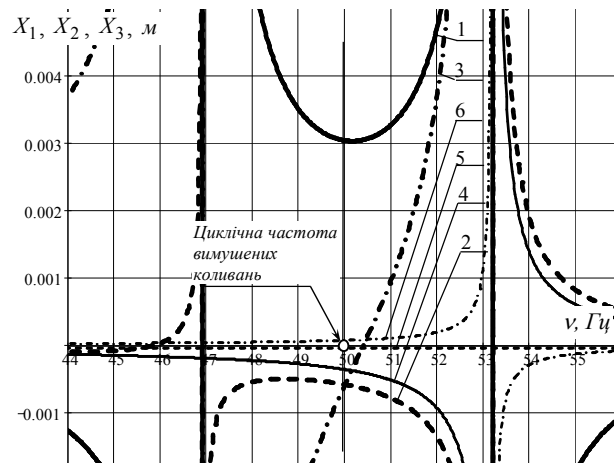 X1, X2, X3, м
0.004
0.003
0.002
0.001
-0.001
1
3
6
5
4
2
Циклічна частота
вимушених
коливань
ν, Гц
44 45 46 47 48 49 50 51 52 53 54 55